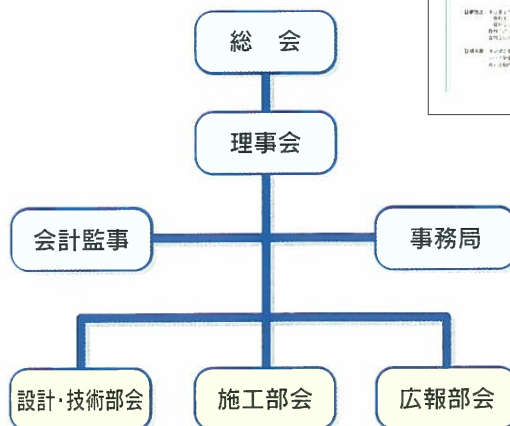 総　会
理事会
会計監事
事務局
設計・技術部会
施工部会
広報部会